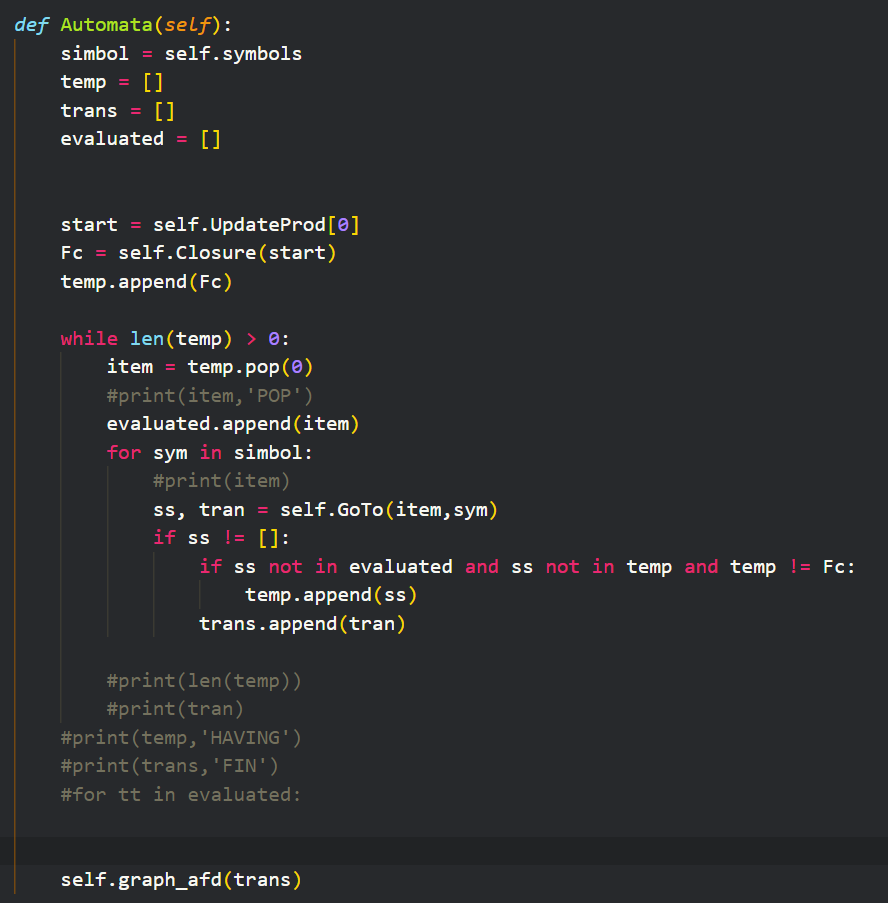 def Automata(self):
    simbol = self.symbols
    temp = []
    trans = []
    evaluated = []
    start = self.UpdateProd[0]
    Fc = self.Closure(start)
    temp.append(Fc)
    while len(temp) > 0:
        item = temp.pop(0)
        #print(item,'POP')
        evaluated.append(item)
        for sym in simbol:
            #print(item)
            ss, tran = self.GoTo(item,sym)
            if ss != []:
                if ss not in evaluated and ss not in temp and temp != Fc:
                    temp.append(ss)
                trans.append(tran)
        #print(len(temp))
        #print(tran)
    #print(temp,'HAVING')
    #print(trans,'FIN')
    #for tt in evaluated:
    self.graph_afd(trans)